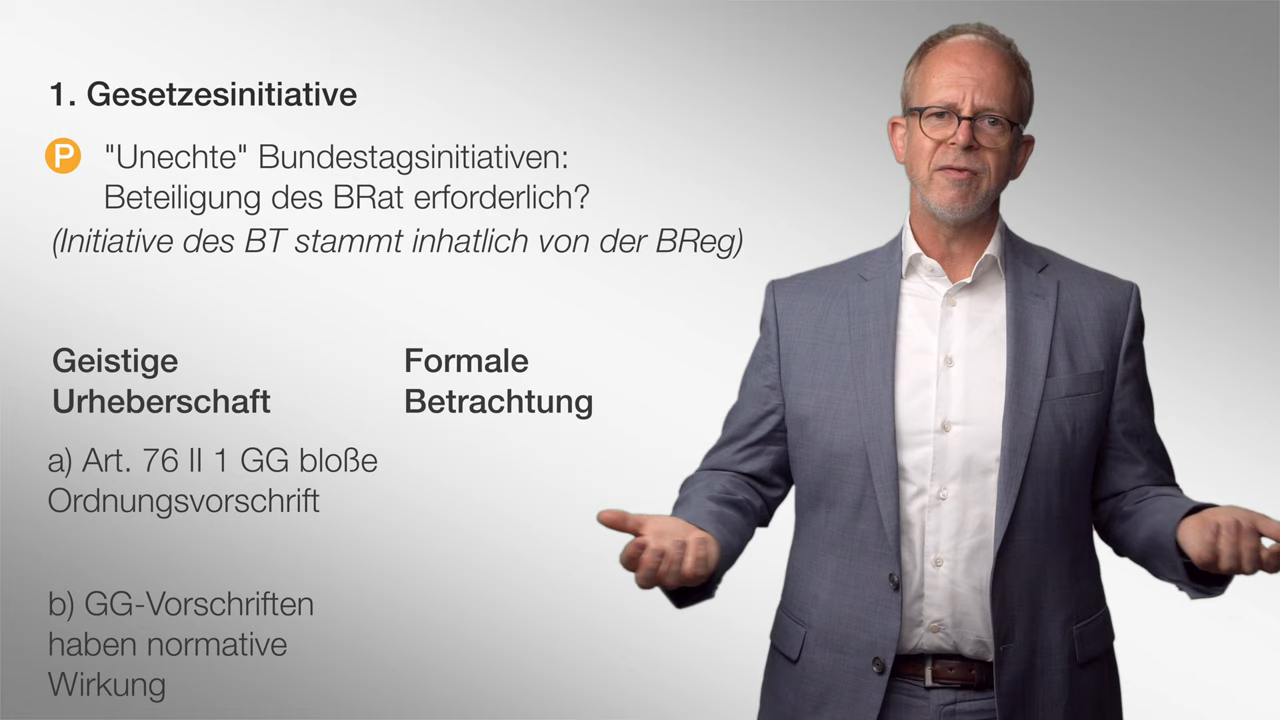 1. Gesetzesinitiative
P "Unechte" Bundestagsinitiativen:
Beteiligung des BRat erforderlich?
(Initiative des BT stammt inhatlich von der BReg)
Geistige
Urheberschaft
a) Art. 76 II 1 GG bloße
Ordnungsvorschrift
b) GG-Vorschriften
haben normative
Wirkung
Formale
Betrachtung